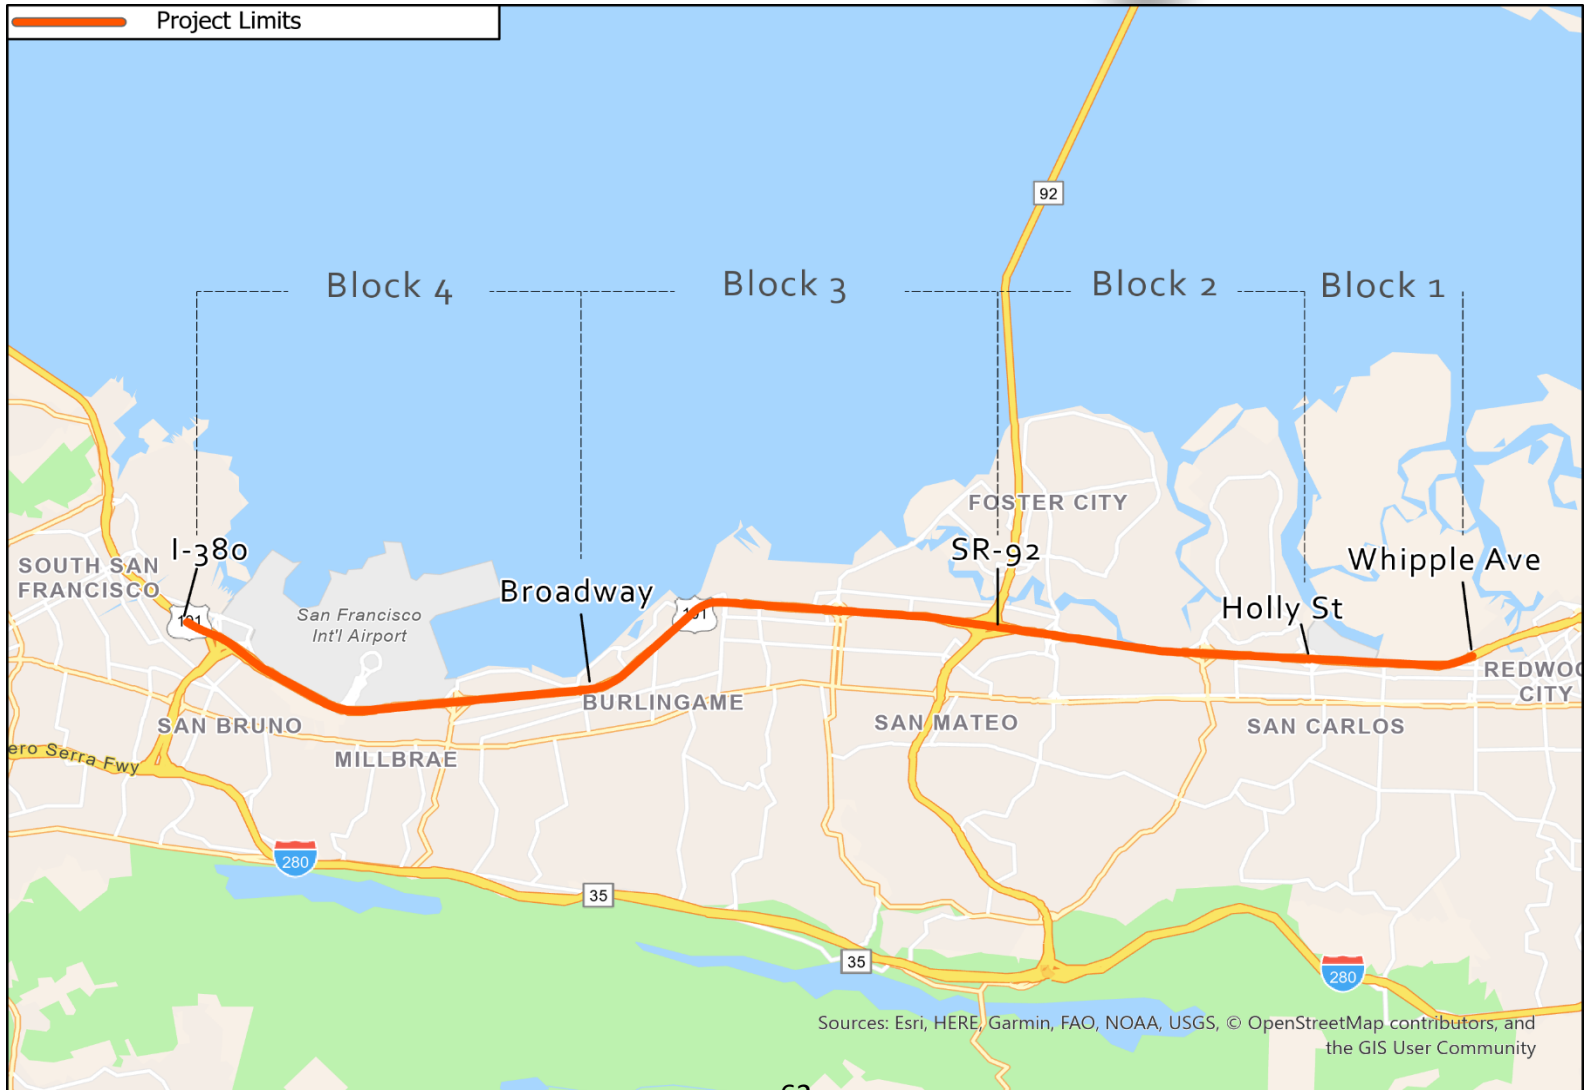 Project Limits
92
Block 4
Block 3
Block 2
Block 1
FOSTER CITY
I-380
SR-92
Whipple Ave
SOUTH SAN
FRANCISCO
Broadway
Holly St
San Francisco
Int'l Airport
101
101
REDWOO
CITY
BURLINGAME
SAN BRUNO
SAN MATEO
SAN CARLOS
MILLBRAE
ero Serra Fwy
280
35
35
280
Sources: Esri, HERE, Garmin, FAO, NOAA, USGS, © OpenStreetMap contributors, and
the GIS User Community